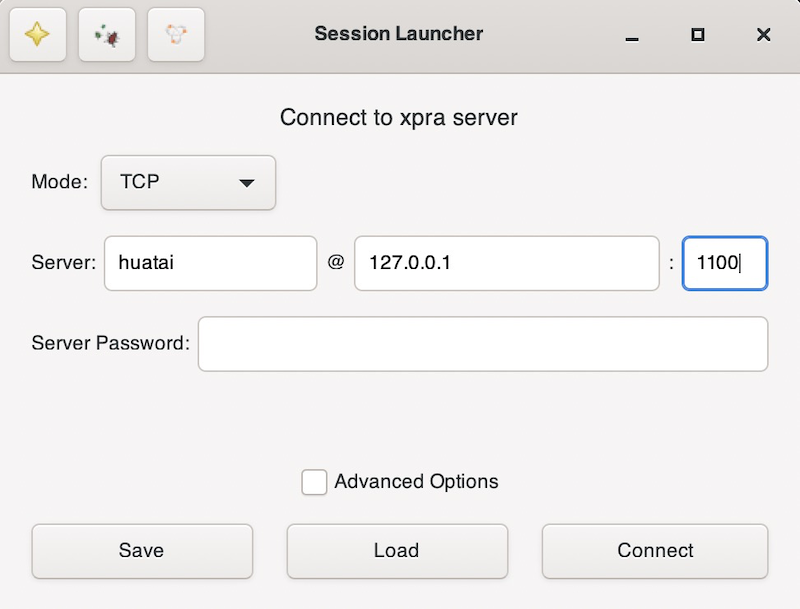 Session Launcher
Connect to xpra server
Mode: TCP
Server: huatai @ 127.0.0.1 : 1100
Server Password:
Advanced Options
Save Load Connect